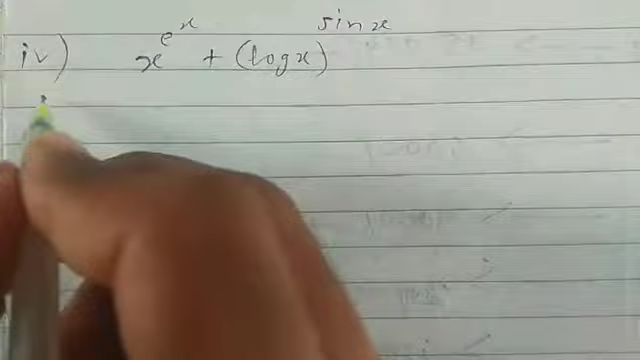 iv) x^{e^x} + (log x)^{sin x}